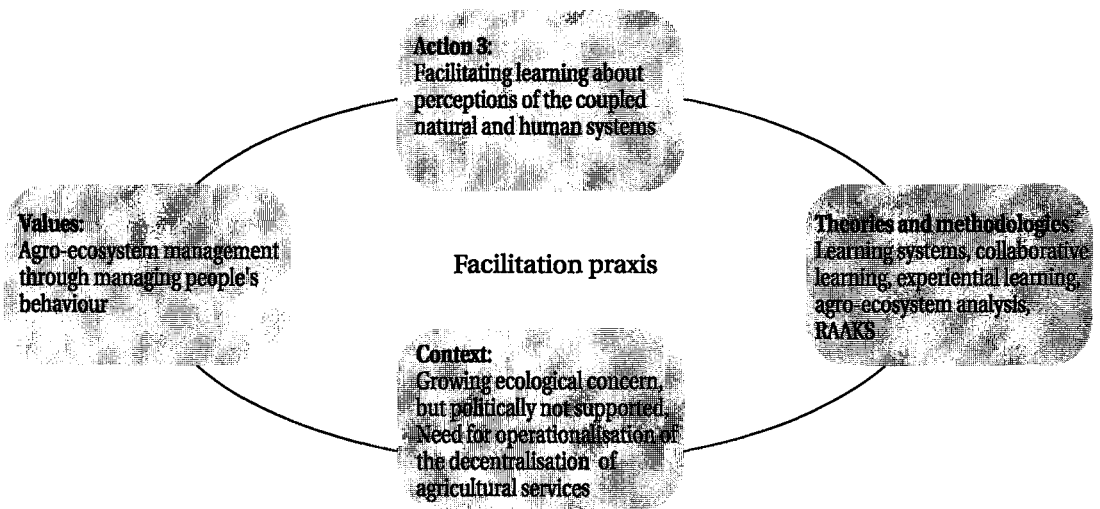 Action 3:
Facilitating learning about
perceptions of the coupled
natural and human systems
Values:
Agro-ecosystem management
through managing people's
behaviour
Facilitation praxis
Theories and methodologies:
Learning systems, collaborative
learning, experiential learning,
agro-ecosystem analysis,
RAAKS
Context:
Growing ecological concern,
but politically not supported.
Need for operationalisation of
the decentralisation of
agricultural services